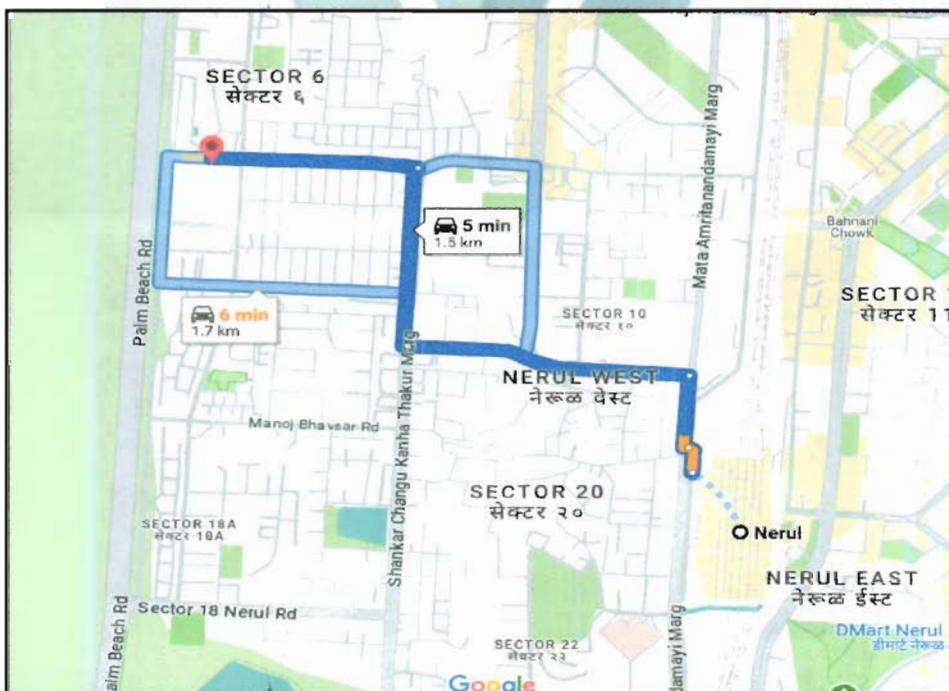 SECTOR 6
सेक्टर ६
Mata Amritanandamayi Marg
5 min
1.5 km
Bahnani
Chowk
Palm Beach Rd
SECTOR 10
सेक्टर १०
SECTOR
सेक्टर 11
6 min
1.7 km
NERUL WEST
नेरूळ वेस्ट
Shankar Changu Kanha Thakur Marg
Manoj Bhavsar Rd
SECTOR 20
सेक्टर २०
SECTOR 18A
सेक्टर 18A
Nerul
NERUL EAST
नेरूळ ईस्ट
Sector 18 Nerul Rd
alm Beach Rd
damayi Marg
DMart Nerul
डीमार्ट नेरूळ
SECTOR 22
सेक्टर २२
Google